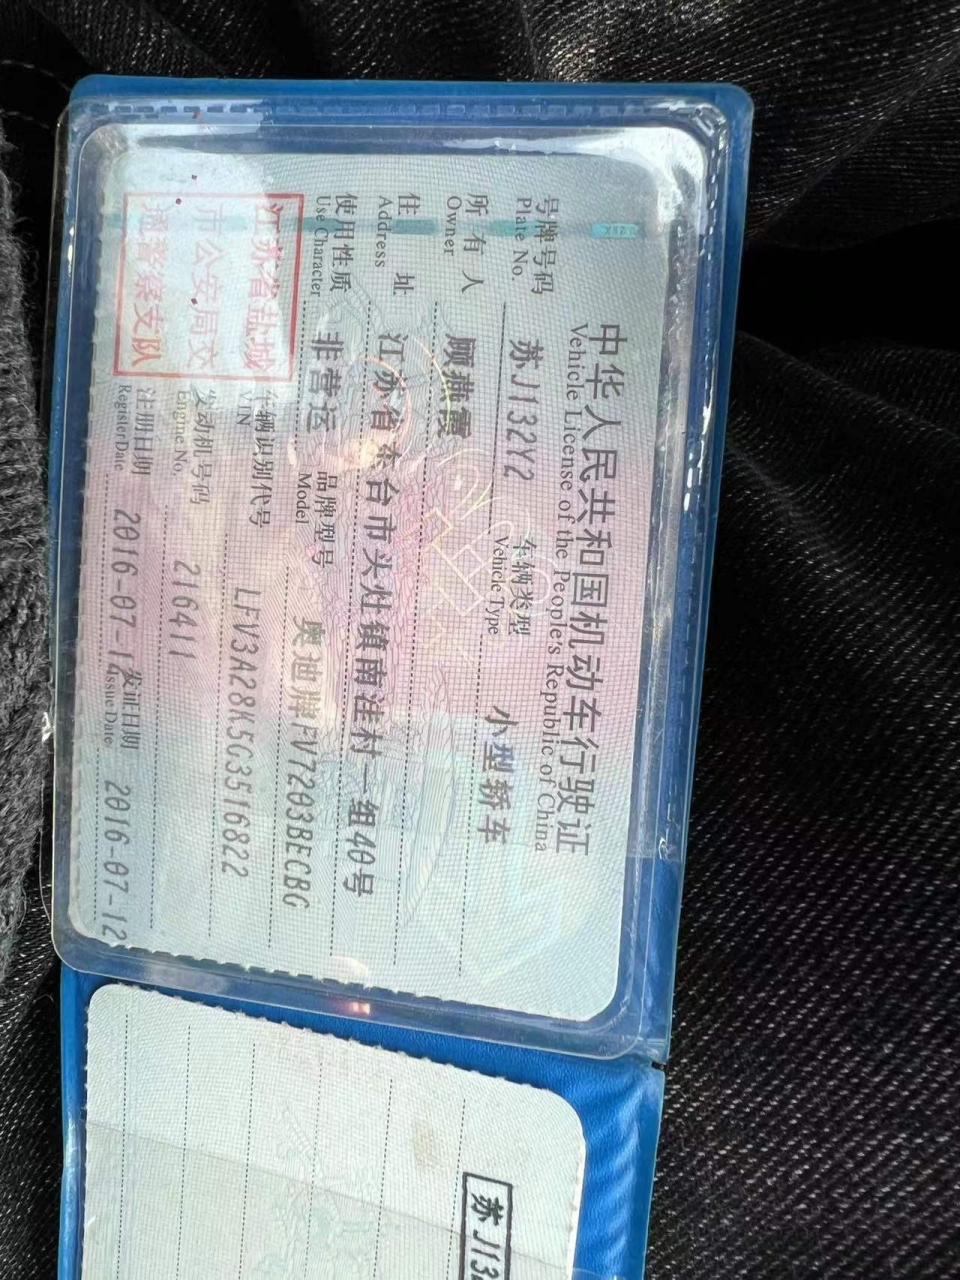 中华人民共和国机动车行驶证
Vehicle License of the People's Republic of China
号牌号码 苏J132Y2 车辆类型 小型轿车
Plate No. Vehicle Type
所有人 顾燕霞
Owner
住址 江苏省东台市头灶镇南洼村一组40号
Address
使用性质 非营运 品牌型号 奥迪牌FV7203BECBG
Use Character Model
江苏省盐城
市公安局交
通警察支队
车辆识别代号 LFV3A28K5G3516822
VIN
发动机号码 216411
Engine No.
注册日期 2016-07-12 发证日期 2016-07-12
Register Date Issue Date
苏J13